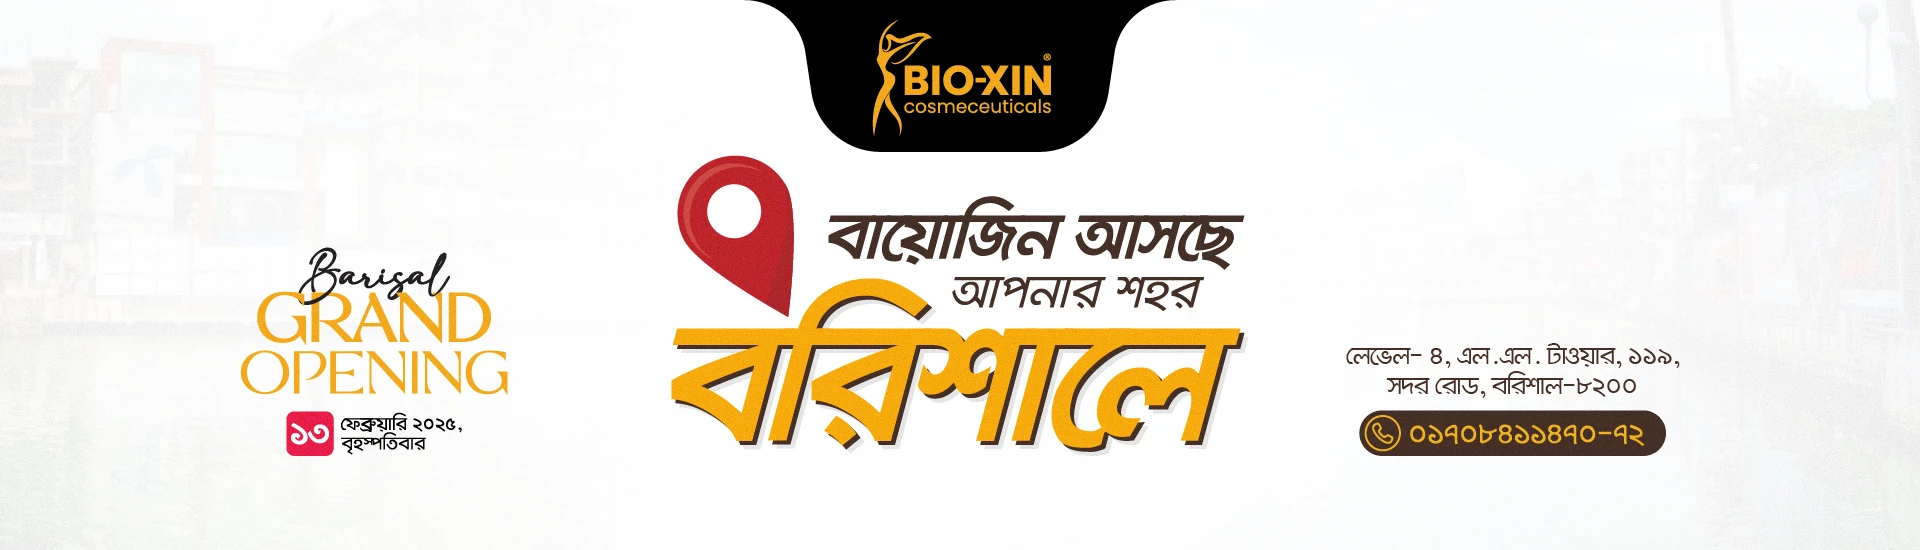 BIO-XIN®
cosmeceuticals
বায়োজিন আসছে
আপনার শহর
বরিশালে
Barisal
GRAND
OPENING
১৩ ফেব্রুয়ারি ২০২৫,
বৃহস্পতিবার
লেভেল- ৪, এল.এল. টাওয়ার, ১১৯,
সদর রোড, বরিশাল-৮২০০
০১৭০৮৪১১৪৭০-৭২